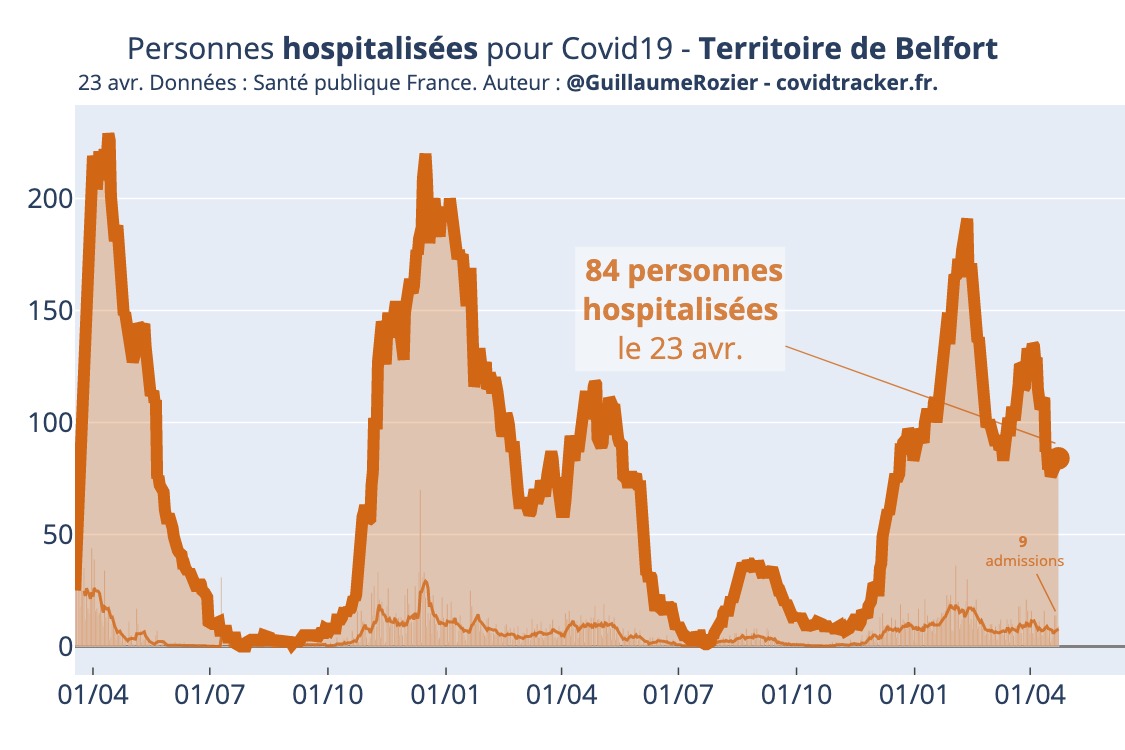 Personnes hospitalisées pour Covid19 - Territoire de Belfort
23 avr. Données : Santé publique France. Auteur : @GuillaumeRozier - covidtracker.fr.
200
150
100
50
0
84 personnes
hospitalisées
le 23 avr.
9
admissions
01/04 01/07 01/10 01/01 01/04 01/07 01/10 01/01 01/04